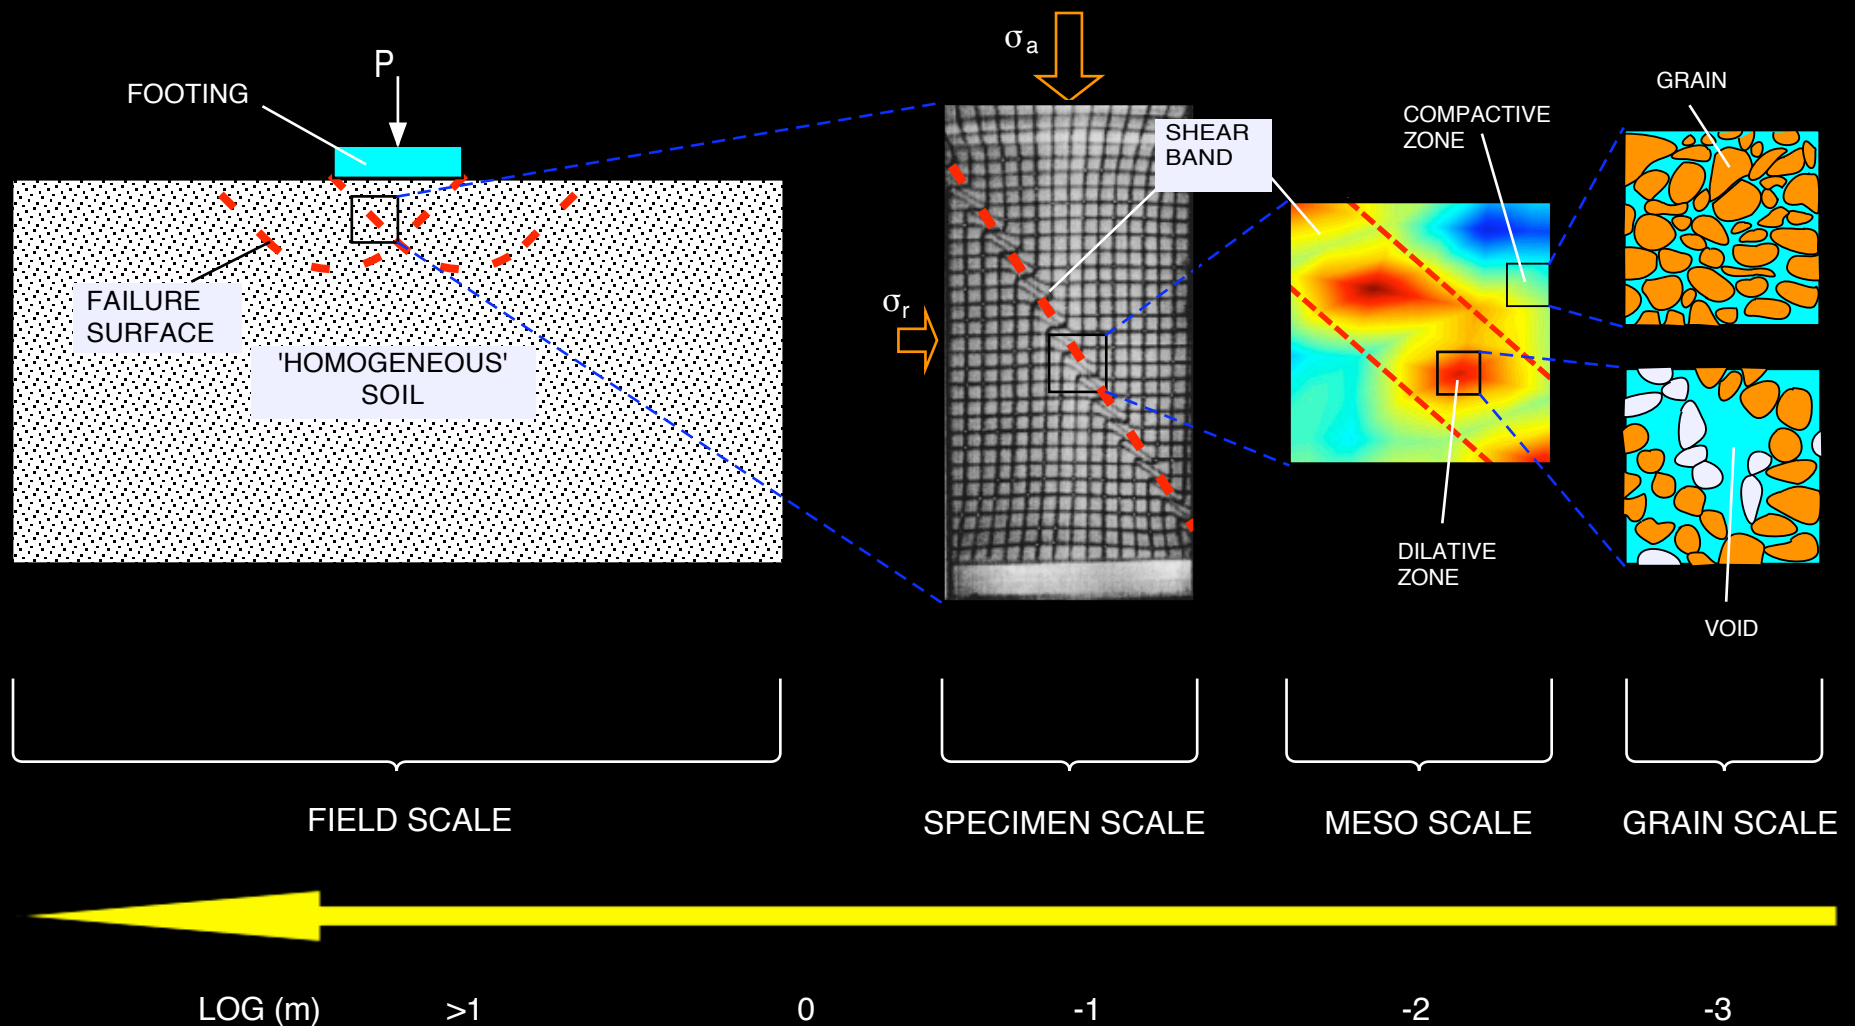 P
FOOTING
FAILURE
SURFACE
'HOMOGENEOUS'
SOIL
σa
σr
SHEAR
BAND
COMPACTIVE
ZONE
DILATIVE
ZONE
GRAIN
VOID
FIELD SCALE
SPECIMEN SCALE
MESO SCALE
GRAIN SCALE
LOG (m) >1 0 -1 -2 -3